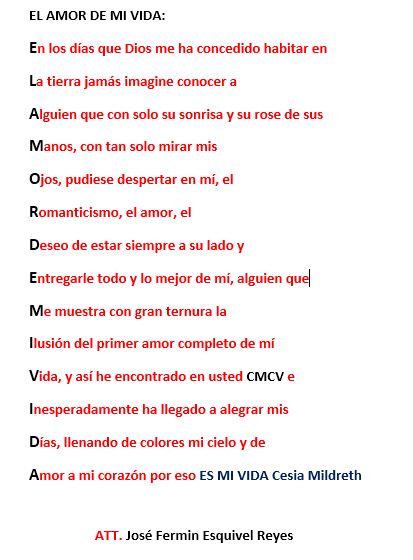 EL AMOR DE MI VIDA:
En los días que Dios me ha concedido habitar en
La tierra jamás imagine conocer a
Alguien que con solo su sonrisa y su rose de sus
Manos, con tan solo mirar mis
Ojos, pudiese despertar en mí, el
Romanticismo, el amor, el
Deseo de estar siempre a su lado y
Entregarle todo y lo mejor de mí, alguien que
Me muestra con gran ternura la
Ilusión del primer amor completo de mí
Vida, y así he encontrado en usted CMCV e
Inesperadamente ha llegado a alegrar mis
Días, llenando de colores mi cielo y de
Amor a mi corazón por eso ES MI VIDA Cesia Mildreth
ATT. José Fermin Esquivel Reyes